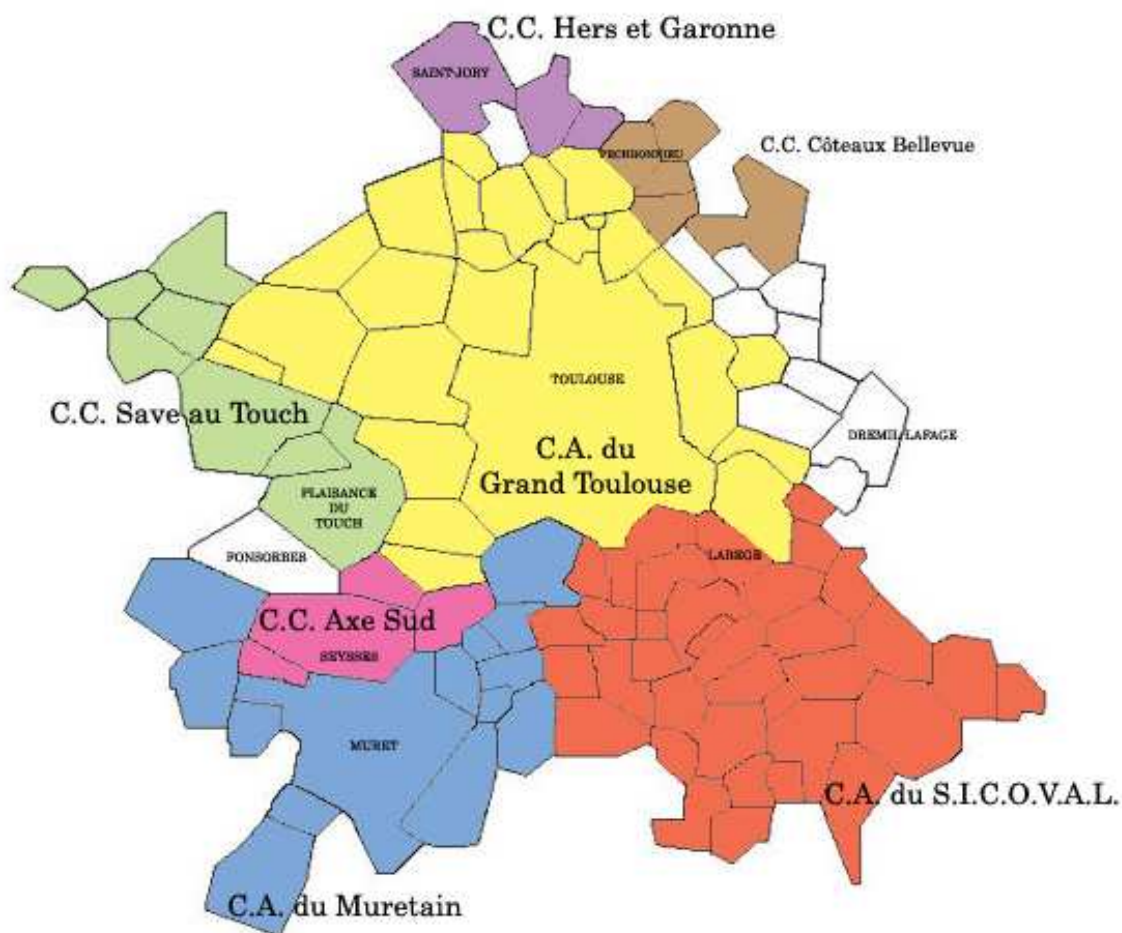 C.C. Hers et Garonne
SAINT-JORY
C.C. Côteaux Bellevue
PECHBONNIEU
TOULOUSE
C.C. Save au Touch
DREMIL-LAFAGE
C.A. du
Grand Toulouse
PLAISANCE
DU
TOUCH
FONSORBES
LABEGE
C.C. Axe Sud
SEYSSES
MURET
C.A. du S.I.C.O.V.A.L.
C.A. du Muretain